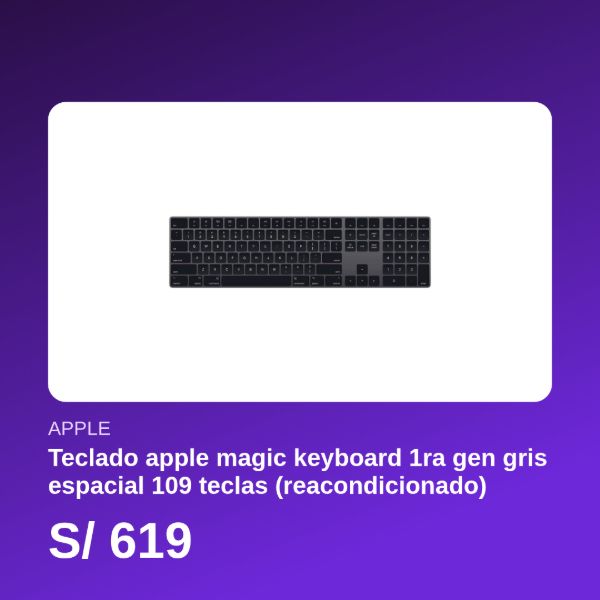 APPLE
Teclado apple magic keyboard 1ra gen gris
espacial 109 teclas (reacondicionado)
S/ 619